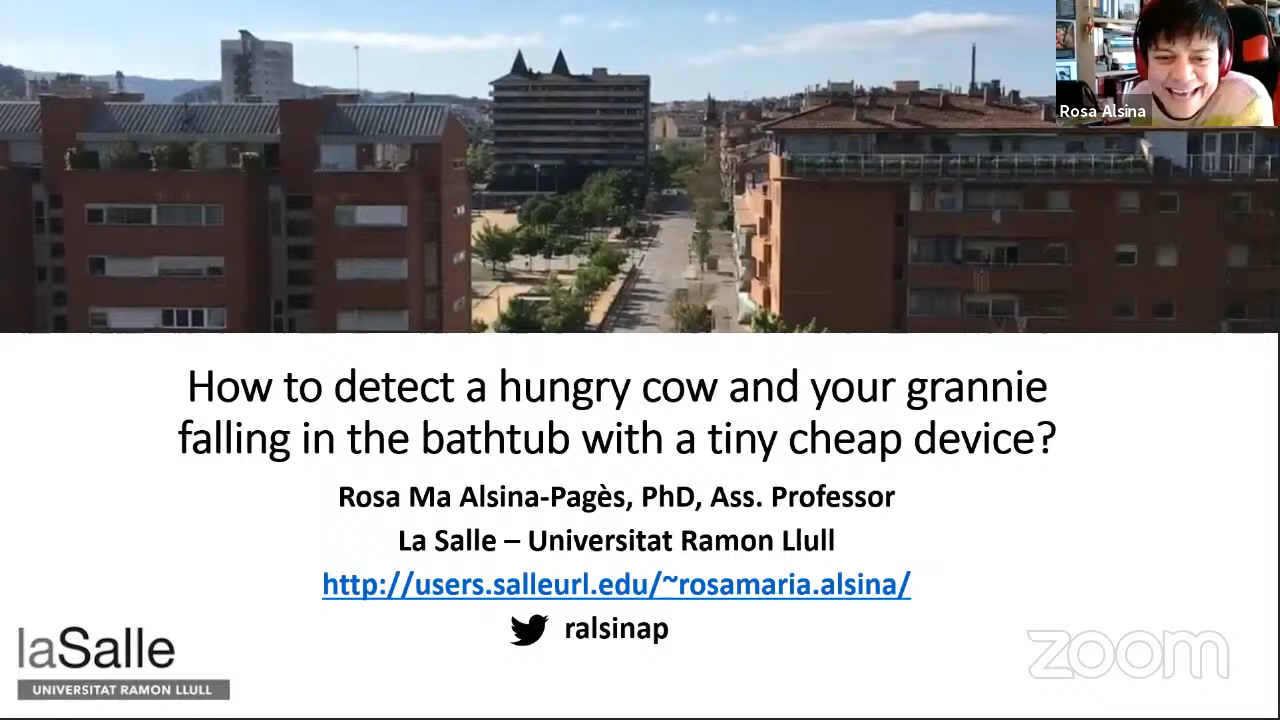 Rosa Alsina
How to detect a hungry cow and your grannie
falling in the bathtub with a tiny cheap device?
Rosa Ma Alsina-Pagès, PhD, Ass. Professor
La Salle – Universitat Ramon Llull
http://users.salleurl.edu/~rosamaria.alsina/
ralsinap
laSalle
UNIVERSITAT RAMON LLULL
zoom